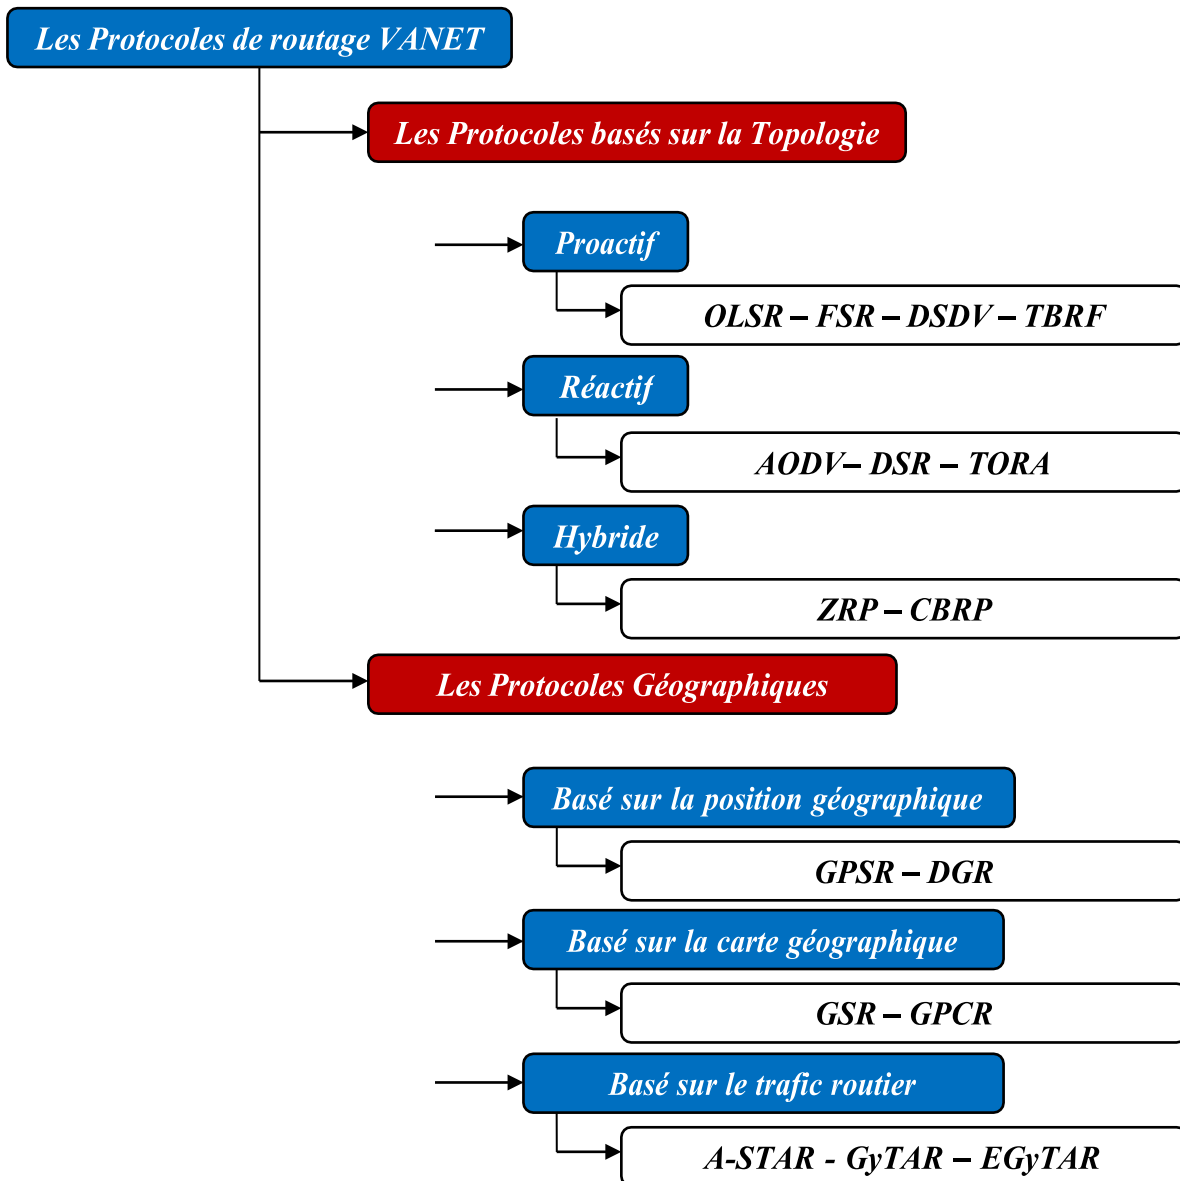 Les Protocoles de routage VANET
Les Protocoles basés sur la Topologie
Proactif
OLSR – FSR – DSDV – TBRF
Réactif
AODV– DSR – TORA
Hybride
ZRP – CBRP
Les Protocoles Géographiques
Basé sur la position géographique
GPSR – DGR
Basé sur la carte géographique
GSR – GPCR
Basé sur le trafic routier
A-STAR - GyTAR – EGyTAR